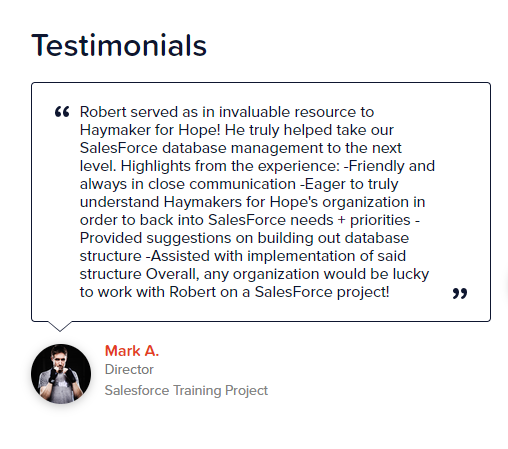 Testimonials
“ Robert served as in invaluable resource to
Haymaker for Hope! He truly helped take our
SalesForce database management to the next
level. Highlights from the experience: -Friendly and
always in close communication -Eager to truly
understand Haymakers for Hope's organization in
order to back into SalesForce needs + priorities -
Provided suggestions on building out database
structure -Assisted with implementation of said
structure Overall, any organization would be lucky
to work with Robert on a SalesForce project! ”
Mark A.
Director
Salesforce Training Project